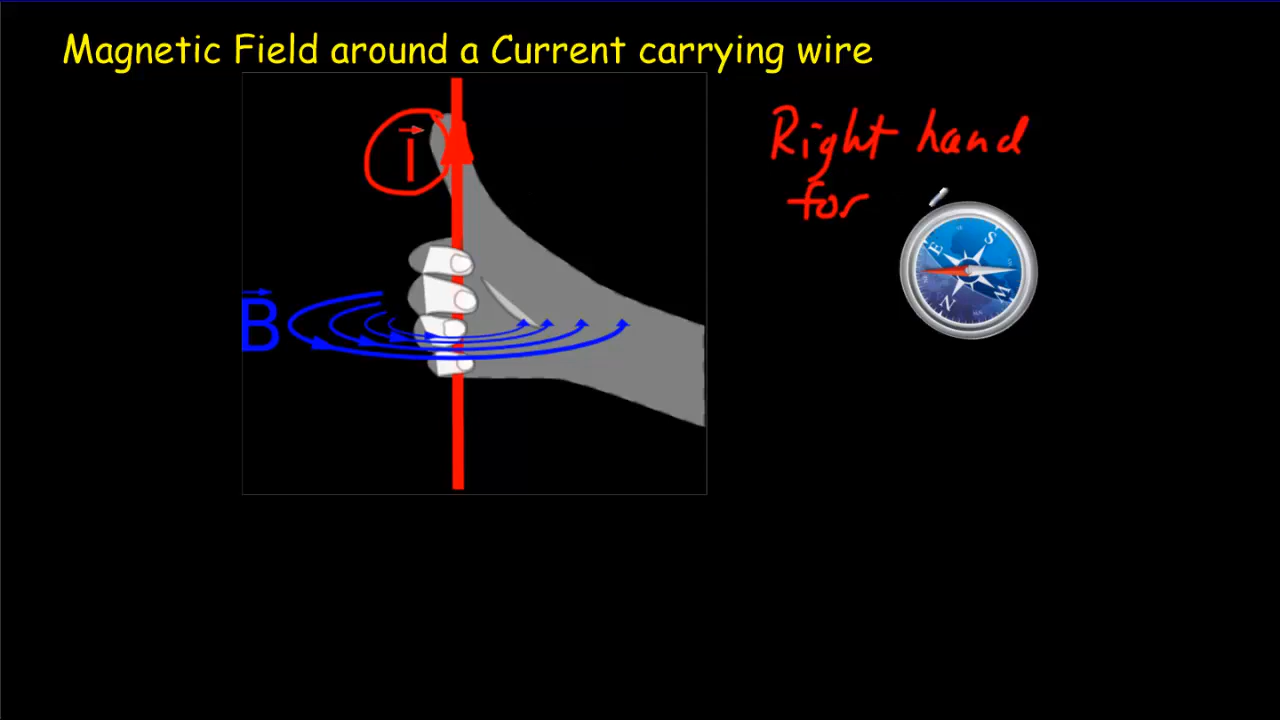 Magnetic Field around a Current carrying wire
I
Right hand
for
B
E
S
N
W